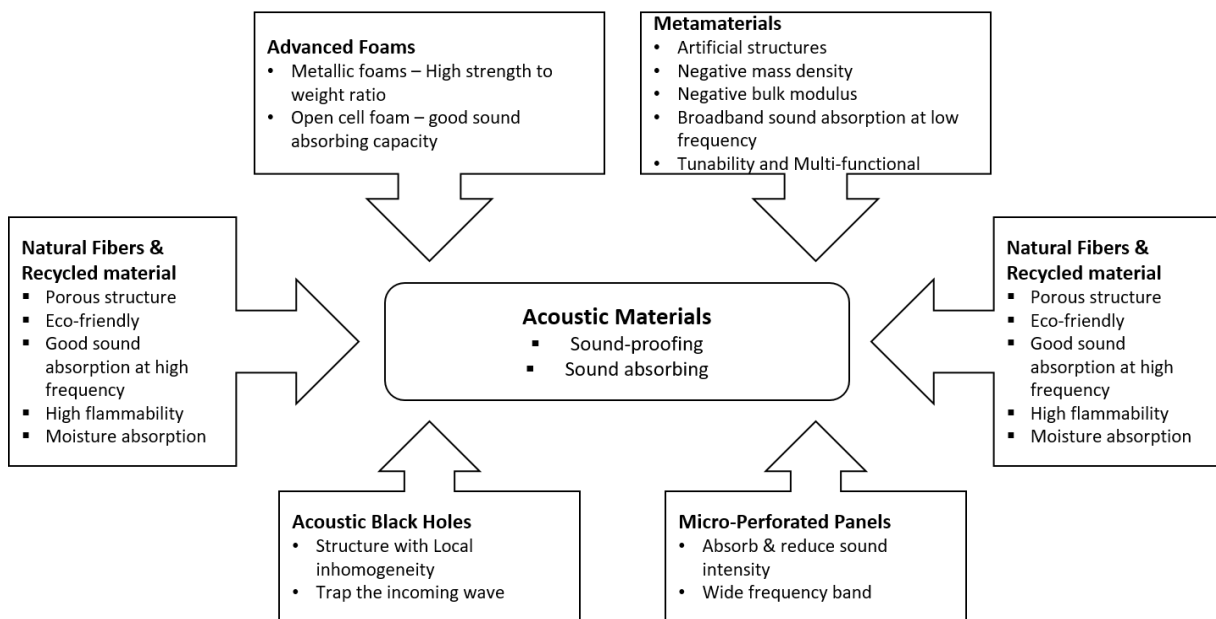 Advanced Foams
• Metallic foams – High strength to
weight ratio
• Open cell foam – good sound
absorbing capacity
Metamaterials
• Artificial structures
• Negative mass density
• Negative bulk modulus
• Broadband sound absorption at low
frequency
• Tunability and Multi-functional
Natural Fibers &
Recycled material
▪ Porous structure
▪ Eco-friendly
▪ Good sound
absorption at high
frequency
▪ High flammability
▪ Moisture absorption
Acoustic Materials
▪ Sound-proofing
▪ Sound absorbing
Natural Fibers &
Recycled material
▪ Porous structure
▪ Eco-friendly
▪ Good sound
absorption at high
frequency
▪ High flammability
▪ Moisture absorption
Acoustic Black Holes
• Structure with Local
inhomogeneity
• Trap the incoming wave
Micro-Perforated Panels
• Absorb & reduce sound
intensity
• Wide frequency band